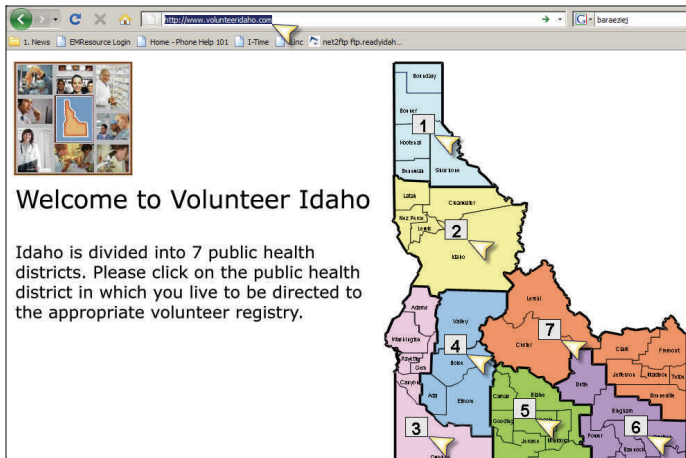 http://www.volunteeridaho.com
baraeziej
1. News EMResource Login Home - Phone Help 101 I-Time Linc net2ftp ftp.readyidah...
Welcome to Volunteer Idaho
Idaho is divided into 7 public health
districts. Please click on the public health
district in which you live to be directed to
the appropriate volunteer registry.
Boundary
Bonner
1
Kootenai
Benewah Shoshone
Latah Clearwater
Nez Perce
Lewis
2
Idaho
Adams
Valley
Lemhi
Washington
4
7
Custer
Clark Fremont
Payette
Gem
Boise
Jefferson Madison Teton
Canyon
Butte
Bonneville
Ada
Elmore
Camas Blaine
5
Bingham
Gooding
3
6
Power
Jerome
Bannock